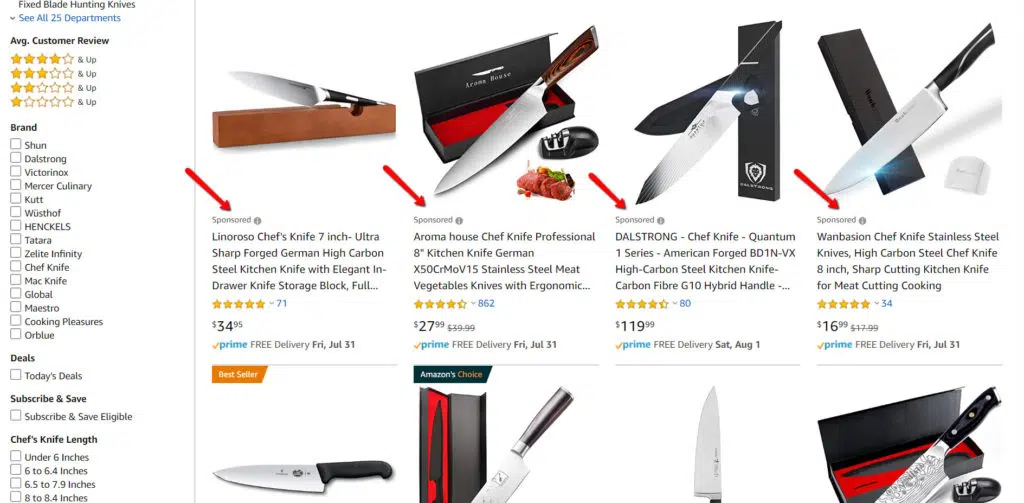 Fixed Blade Hunting Knives
See All 25 Departments
Avg. Customer Review
& Up
& Up
& Up
& Up
Brand
Shun
Dalstrong
Victorinox
Mercer Culinary
Kutt
Wüsthof
HENCKELS
Tatara
Zelite Infinity
Chef Knife
Mac Knife
Global
Maestro
Cooking Pleasures
Orblue
Deals
Today's Deals
Subscribe & Save
Subscribe & Save Eligible
Chef's Knife Length
Under 6 Inches
6 to 6.4 Inches
6.5 to 7.9 Inches
8 to 8.4 Inches
Sponsored
Linoroso Chef's Knife 7 inch- Ultra
Sharp Forged German High Carbon
Steel Kitchen Knife with Elegant In-
Drawer Knife Storage Block, Full...
71
$3495
prime FREE Delivery Fri, Jul 31
Aroma House
Sponsored
Aroma house Chef Knife Professional
8" Kitchen Knife German
X50CrMoV15 Stainless Steel Meat
Vegetables Knives with Ergonomic...
862
$2799 $39.99
prime FREE Delivery Fri, Jul 31
DALSTRONG
Sponsored
DALSTRONG - Chef Knife - Quantum
1 Series - American Forged BD1N-VX
High-Carbon Steel Kitchen Knife-
Carbon Fibre G10 Hybrid Handle -...
80
$11999
prime FREE Delivery Sat, Aug 1
Sponsored
Wanbasion Chef Knife Stainless Steel
Knives, High Carbon Steel Chef Knife
8 inch, Sharp Cutting Kitchen Knife
for Meat Cutting Cooking
34
$1699 $17.99
prime FREE Delivery Fri, Jul 31
Best Seller
Amazon's Choice